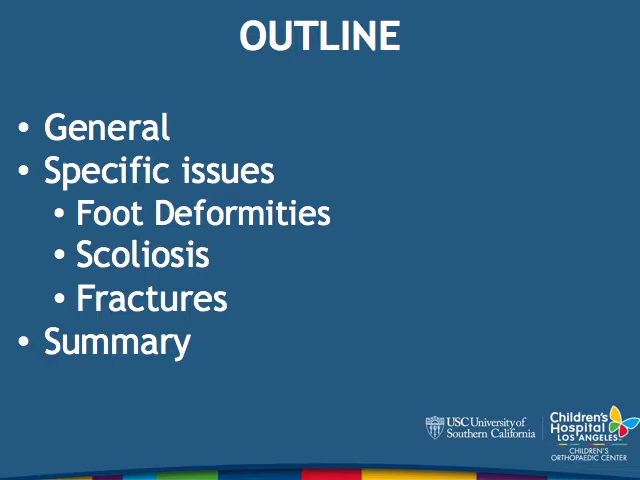 OUTLINE
• General
• Specific issues
• Foot Deformities
• Scoliosis
• Fractures
• Summary
USC University of
Southern California
Children's
Hospital
LOS ANGELES
CHILDREN'S
ORTHOPAEDIC CENTER